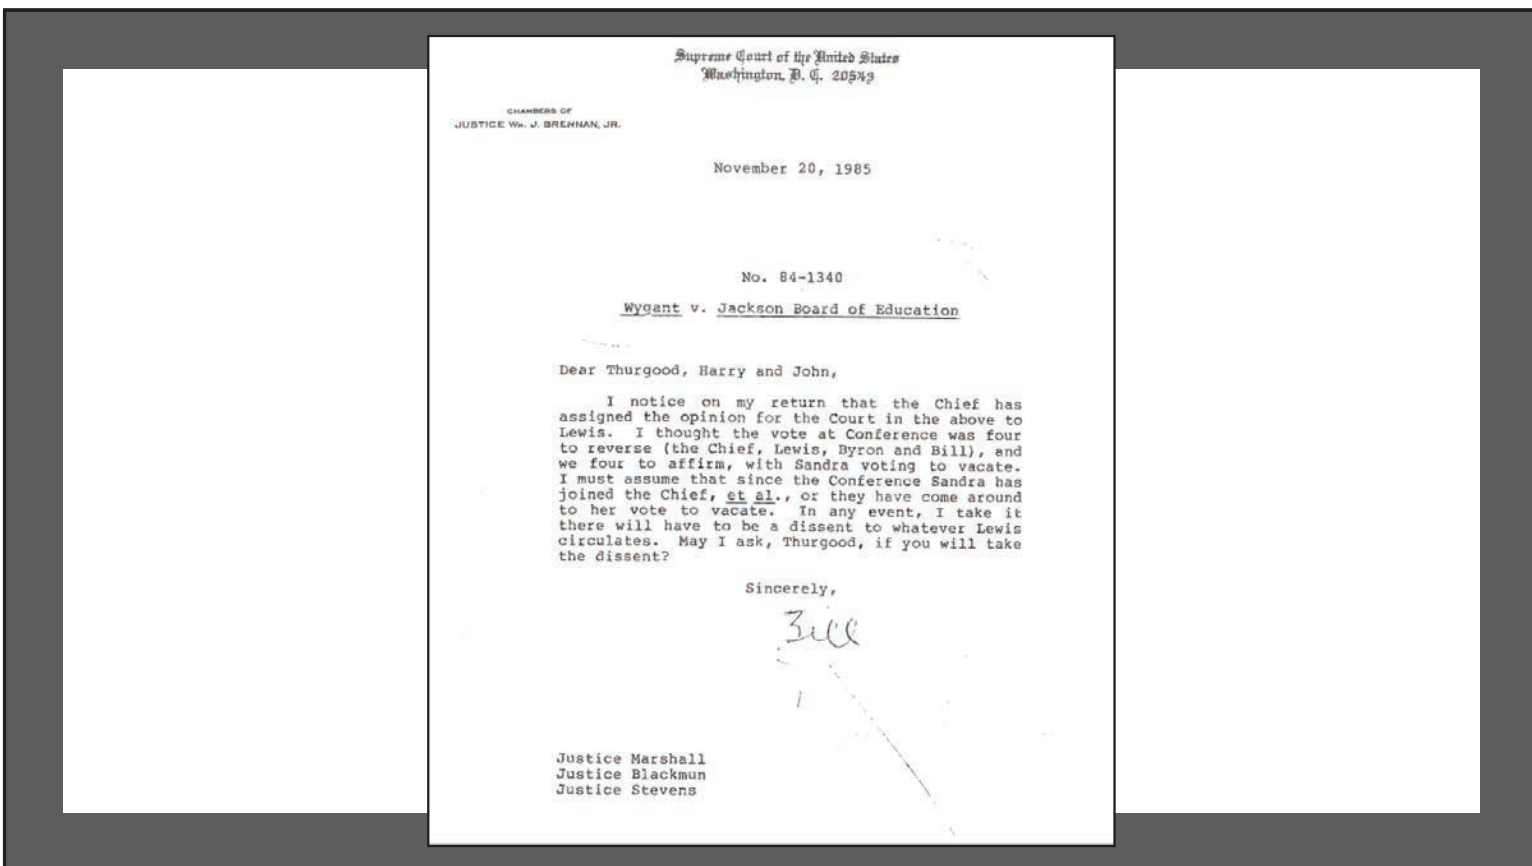 Supreme Court of the United States
Washington, D. C. 20543
CHAMBERS OF
JUSTICE Wm. J. BRENNAN, JR.
November 20, 1985
No. 84-1340
Wygant v. Jackson Board of Education
Dear Thurgood, Harry and John,
I notice on my return that the Chief has
assigned the opinion for the Court in the above to
Lewis. I thought the vote at Conference was four
to reverse (the Chief, Lewis, Byron and Bill), and
we four to affirm, with Sandra voting to vacate.
I must assume that since the Conference Sandra has
joined the Chief, et al., or they have come around
to her vote to vacate. In any event, I take it
there will have to be a dissent to whatever Lewis
circulates. May I ask, Thurgood, if you will take
the dissent?
Sincerely,
Bill
Justice Marshall
Justice Blackmun
Justice Stevens